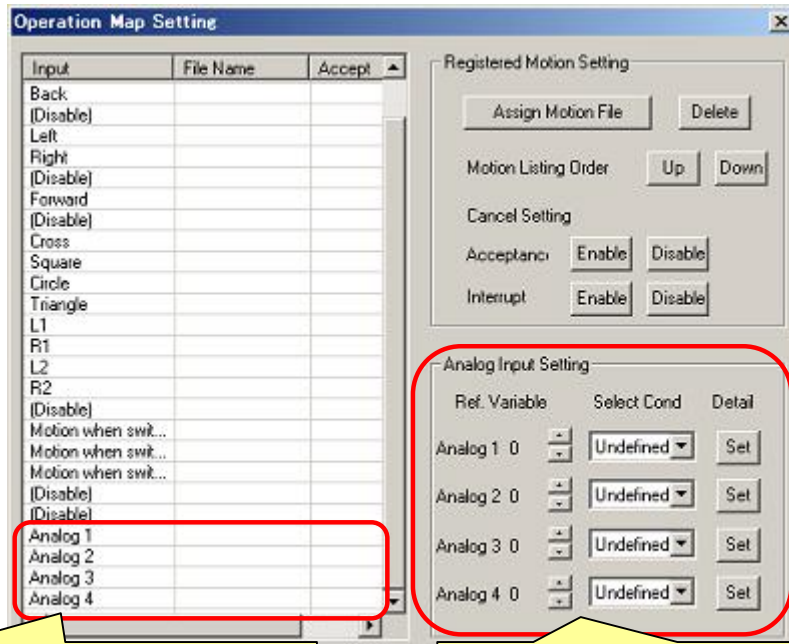 Operation Map Setting
Input File Name Accept
Back
(Disable)
Left
Right
(Disable)
Forward
(Disable)
Cross
Square
Circle
Triangle
L1
R1
L2
R2
(Disable)
Motion when swit...
Motion when swit...
Motion when swit...
(Disable)
(Disable)
Analog 1
Analog 2
Analog 3
Analog 4
Registered Motion Setting
Assign Motion File Delete
Motion Listing Order Up Down
Cancel Setting
Acceptanc Enable Disable
Interrupt Enable Disable
Analog Input Setting
Ref. Variable Select Cond Detail
Analog 1 0 Undefined Set
Analog 2 0 Undefined Set
Analog 3 0 Undefined Set
Analog 4 0 Undefined Set